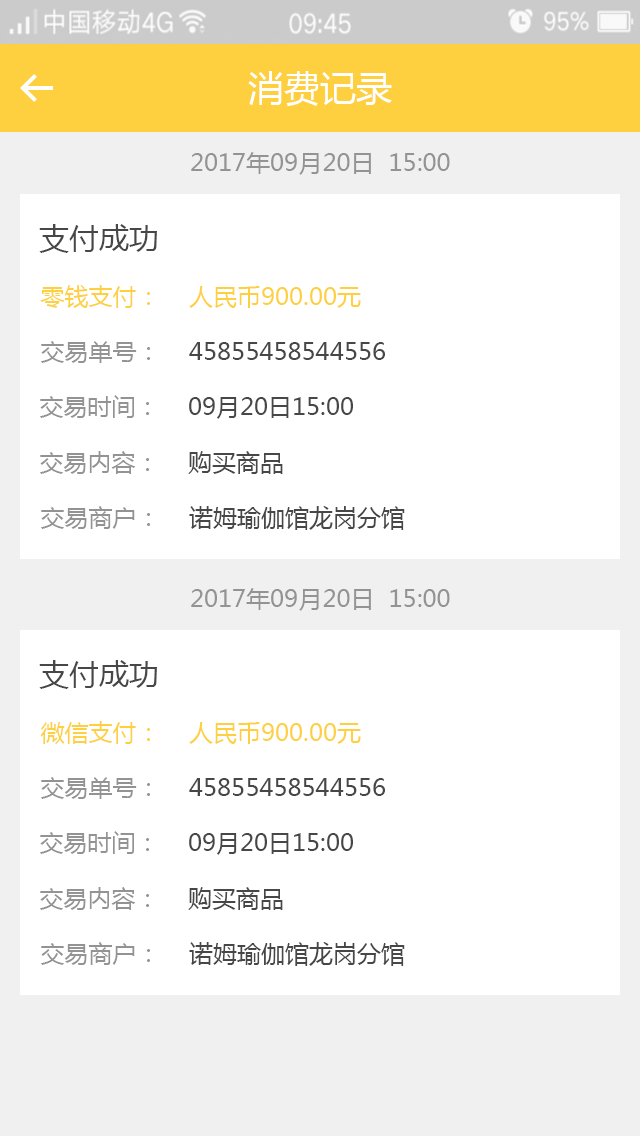 中国移动4G 09:45 95%
消费记录
2017年09月20日 15:00
支付成功
零钱支付： 人民币900.00元
交易单号： 45855458544556
交易时间： 09月20日15:00
交易内容： 购买商品
交易商户： 诺姆瑜伽馆龙岗分馆
2017年09月20日 15:00
支付成功
微信支付： 人民币900.00元
交易单号： 45855458544556
交易时间： 09月20日15:00
交易内容： 购买商品
交易商户： 诺姆瑜伽馆龙岗分馆